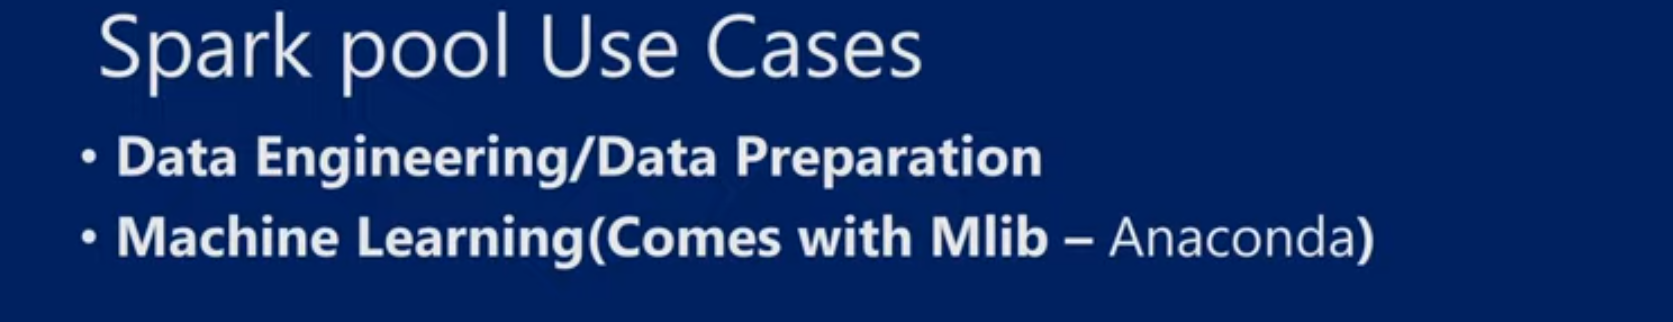 Spark pool Use Cases
• Data Engineering/Data Preparation
• Machine Learning(Comes with Mlib – Anaconda)